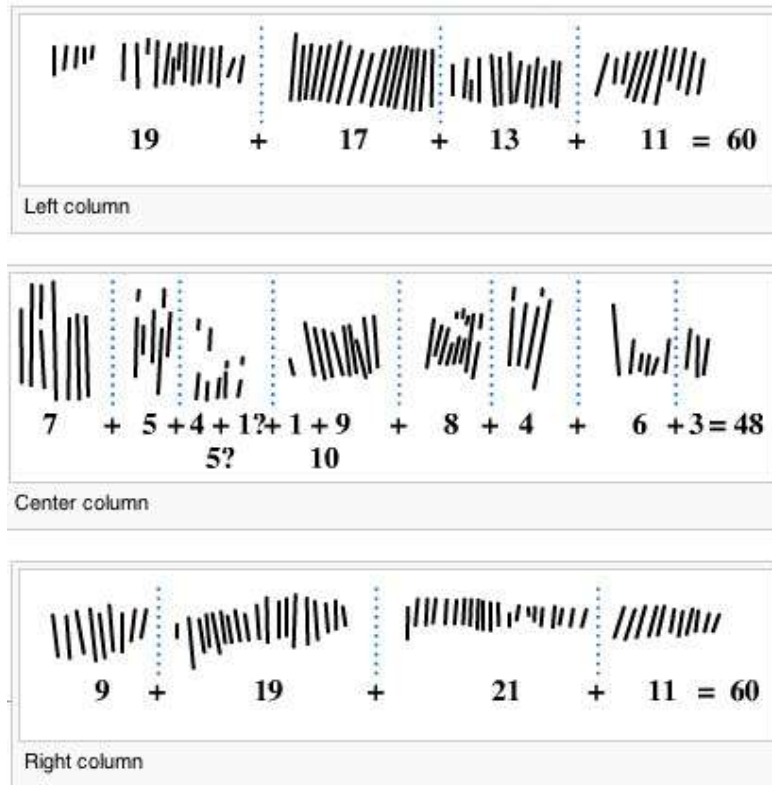 19 + 17 + 13 + 11 = 60
Left column
7 + 5 + 4 + 1? + 1 + 9 + 8 + 4 + 6 + 3 = 48
5? 10
Center column
9 + 19 + 21 + 11 = 60
Right column